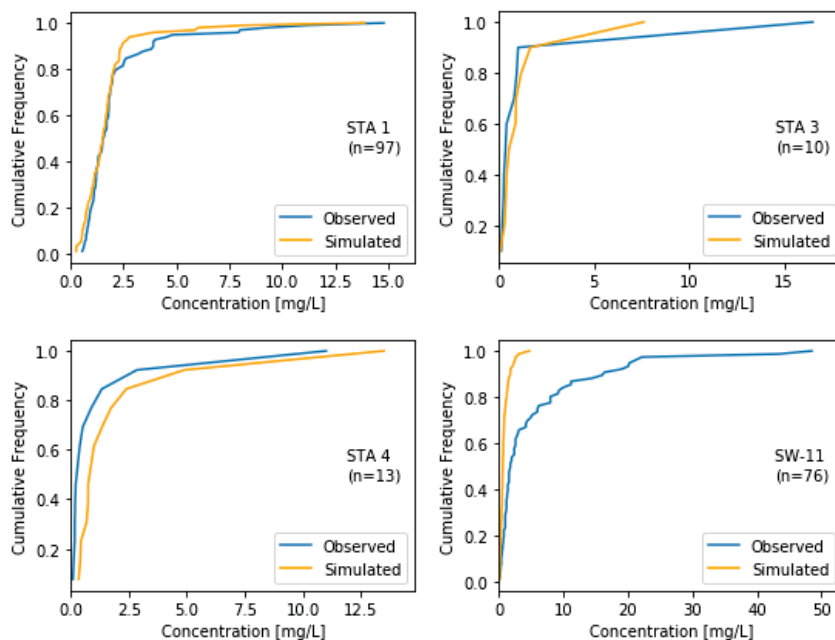 1.0
0.8
0.6
0.4
0.2
0.0
Cumulative Frequency
STA 1
(n=97)
Observed
Simulated
0.0 2.5 5.0 7.5 10.0 12.5 15.0
Concentration [mg/L]
1.0
0.8
0.6
0.4
0.2
Cumulative Frequency
STA 3
(n=10)
Observed
Simulated
0 5 10 15
Concentration [mg/L]
1.0
0.8
0.6
0.4
0.2
Cumulative Frequency
STA 4
(n=13)
Observed
Simulated
0.0 2.5 5.0 7.5 10.0 12.5
Concentration [mg/L]
1.0
0.8
0.6
0.4
0.2
0.0
Cumulative Frequency
SW-11
(n=76)
Observed
Simulated
0 10 20 30 40 50
Concentration [mg/L]